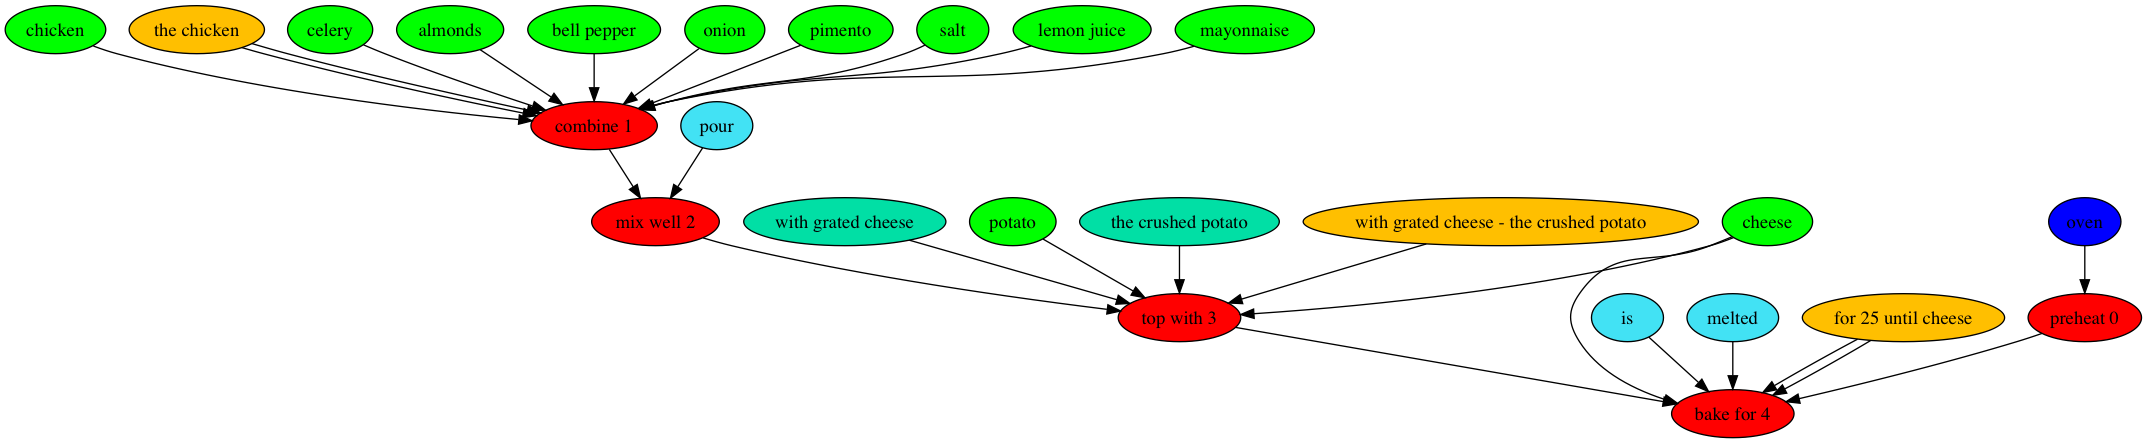 chicken
the chicken
celery
almonds
bell pepper
onion
pimento
salt
lemon juice
mayonnaise
combine 1
pour
mix well 2
with grated cheese
potato
the crushed potato
with grated cheese - the crushed potato
cheese
oven
top with 3
is
melted
for 25 until cheese
preheat 0
bake for 4